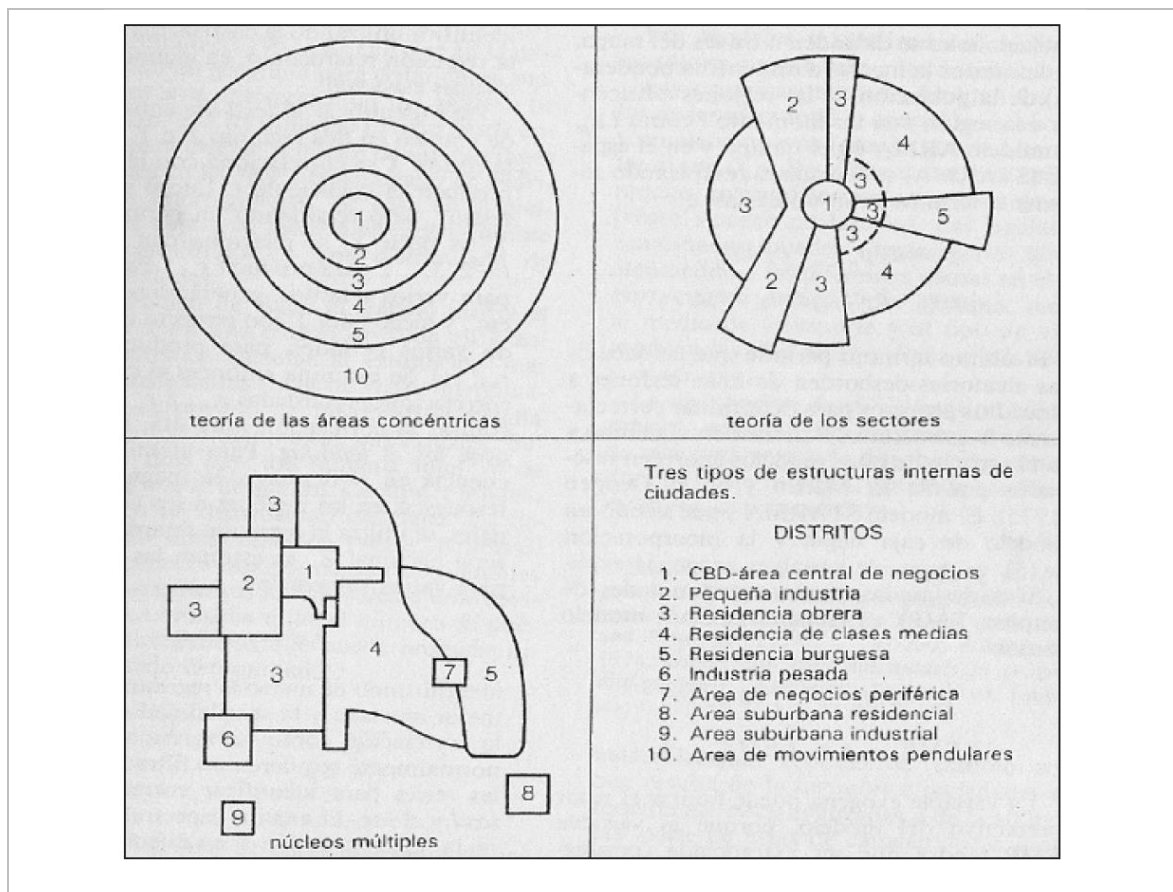 1
2
3
4
5
10
teoría de las áreas concéntricas
2
3
4
3
3
1
3
5
3
4
2
3
teoría de los sectores
3
1
2
3
3
4
5
7
6
8
9
núcleos múltiples
Tres tipos de estructuras internas de
ciudades.
DISTRITOS
1. CBD-área central de negocios
2 Pequeña industria
3. Residencia obrera
4. Residencia de clases medias
5. Residencia burguesa
6. Industria pesada
7. Area de negocios periférica
8. Area suburbana residencial
9. Area suburbana industrial
10. Area de movimientos pendulares